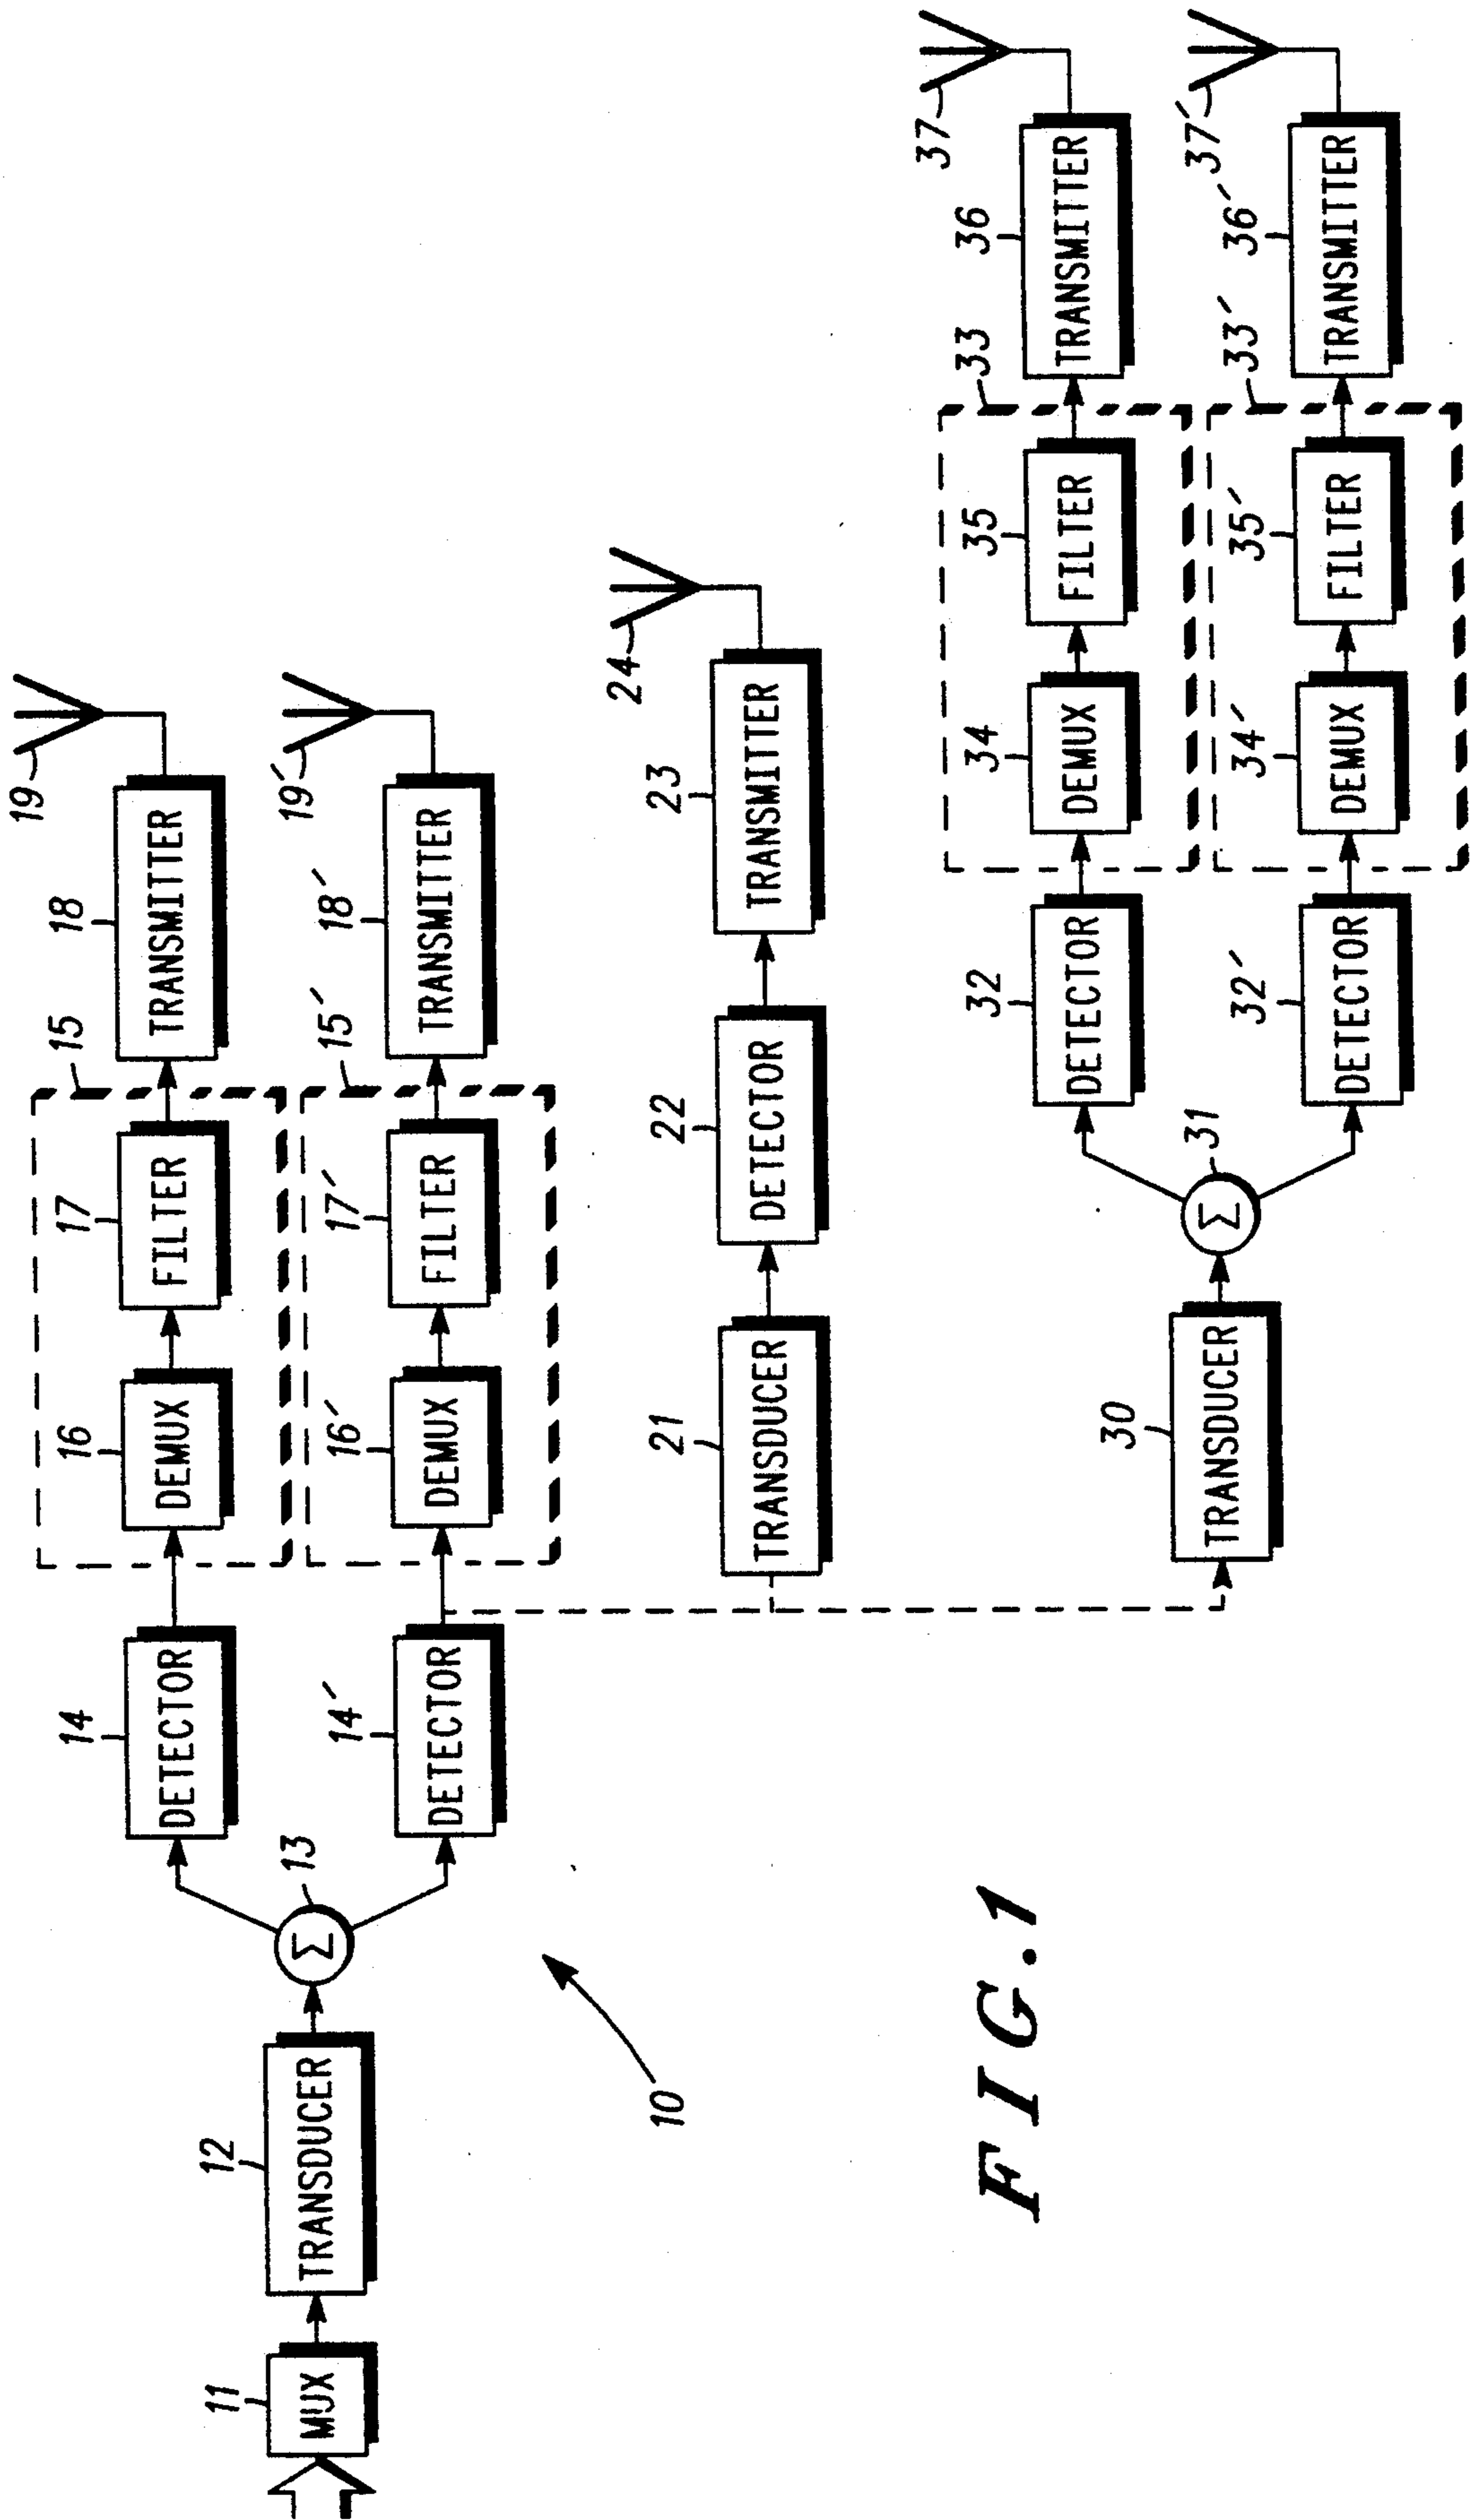 19
18
15
17
16
14
TRANSMITTER
FILTER
DEMUX
DETECTOR
19′
18′
15′
17′
16′
14′
TRANSMITTER
FILTER
DEMUX
DETECTOR
13
Σ
12
TRANSDUCER
11
MUX
10
21
TRANSDUCER
22
DETECTOR
23
TRANSMITTER
24
30
TRANSDUCER
31
Σ
32
DETECTOR
33
34
DEMUX
35
FILTER
36
TRANSMITTER
37
32′
DETECTOR
33′
34′
DEMUX
35′
FILTER
36′
TRANSMITTER
37′
FIG.1